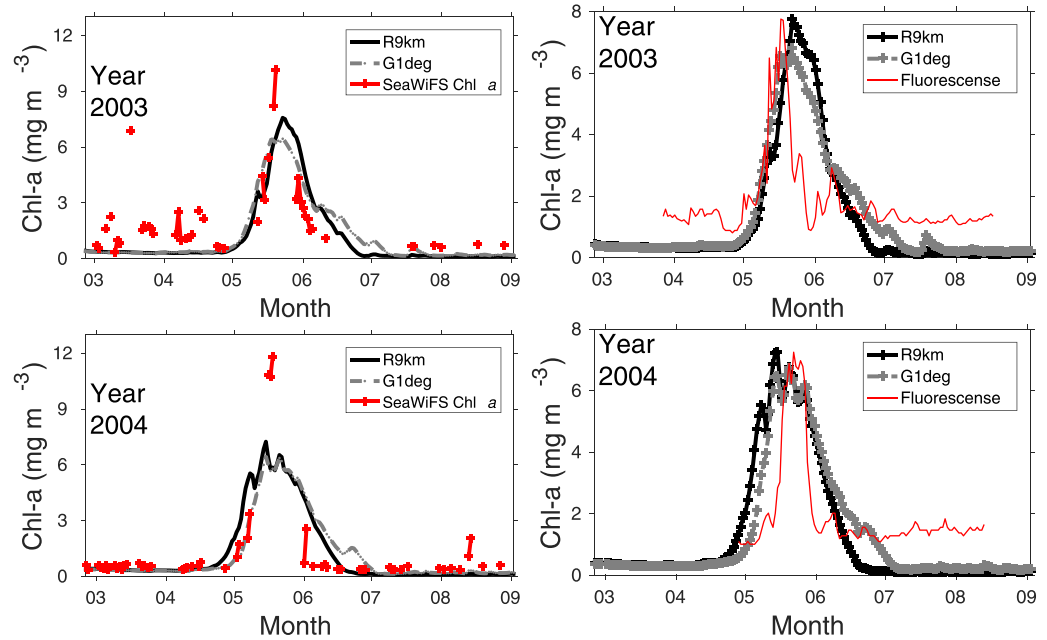 Chl-a (mg m -3)
12
9
6
3
0
Year
2003
R9km
G1deg
SeaWiFS Chl a
03 04 05 06 07 08 09
Month
Chl-a (mg m -3)
8
6
4
2
0
Year
2003
R9km
G1deg
Fluorescense
03 04 05 06 07 08 09
Month
Chl-a (mg m -3)
12
9
6
3
0
Year
2004
R9km
G1deg
SeaWiFS Chl a
03 04 05 06 07 08 09
Month
Chl-a (mg m -3)
8
6
4
2
0
Year
2004
R9km
G1deg
Fluorescense
03 04 05 06 07 08 09
Month